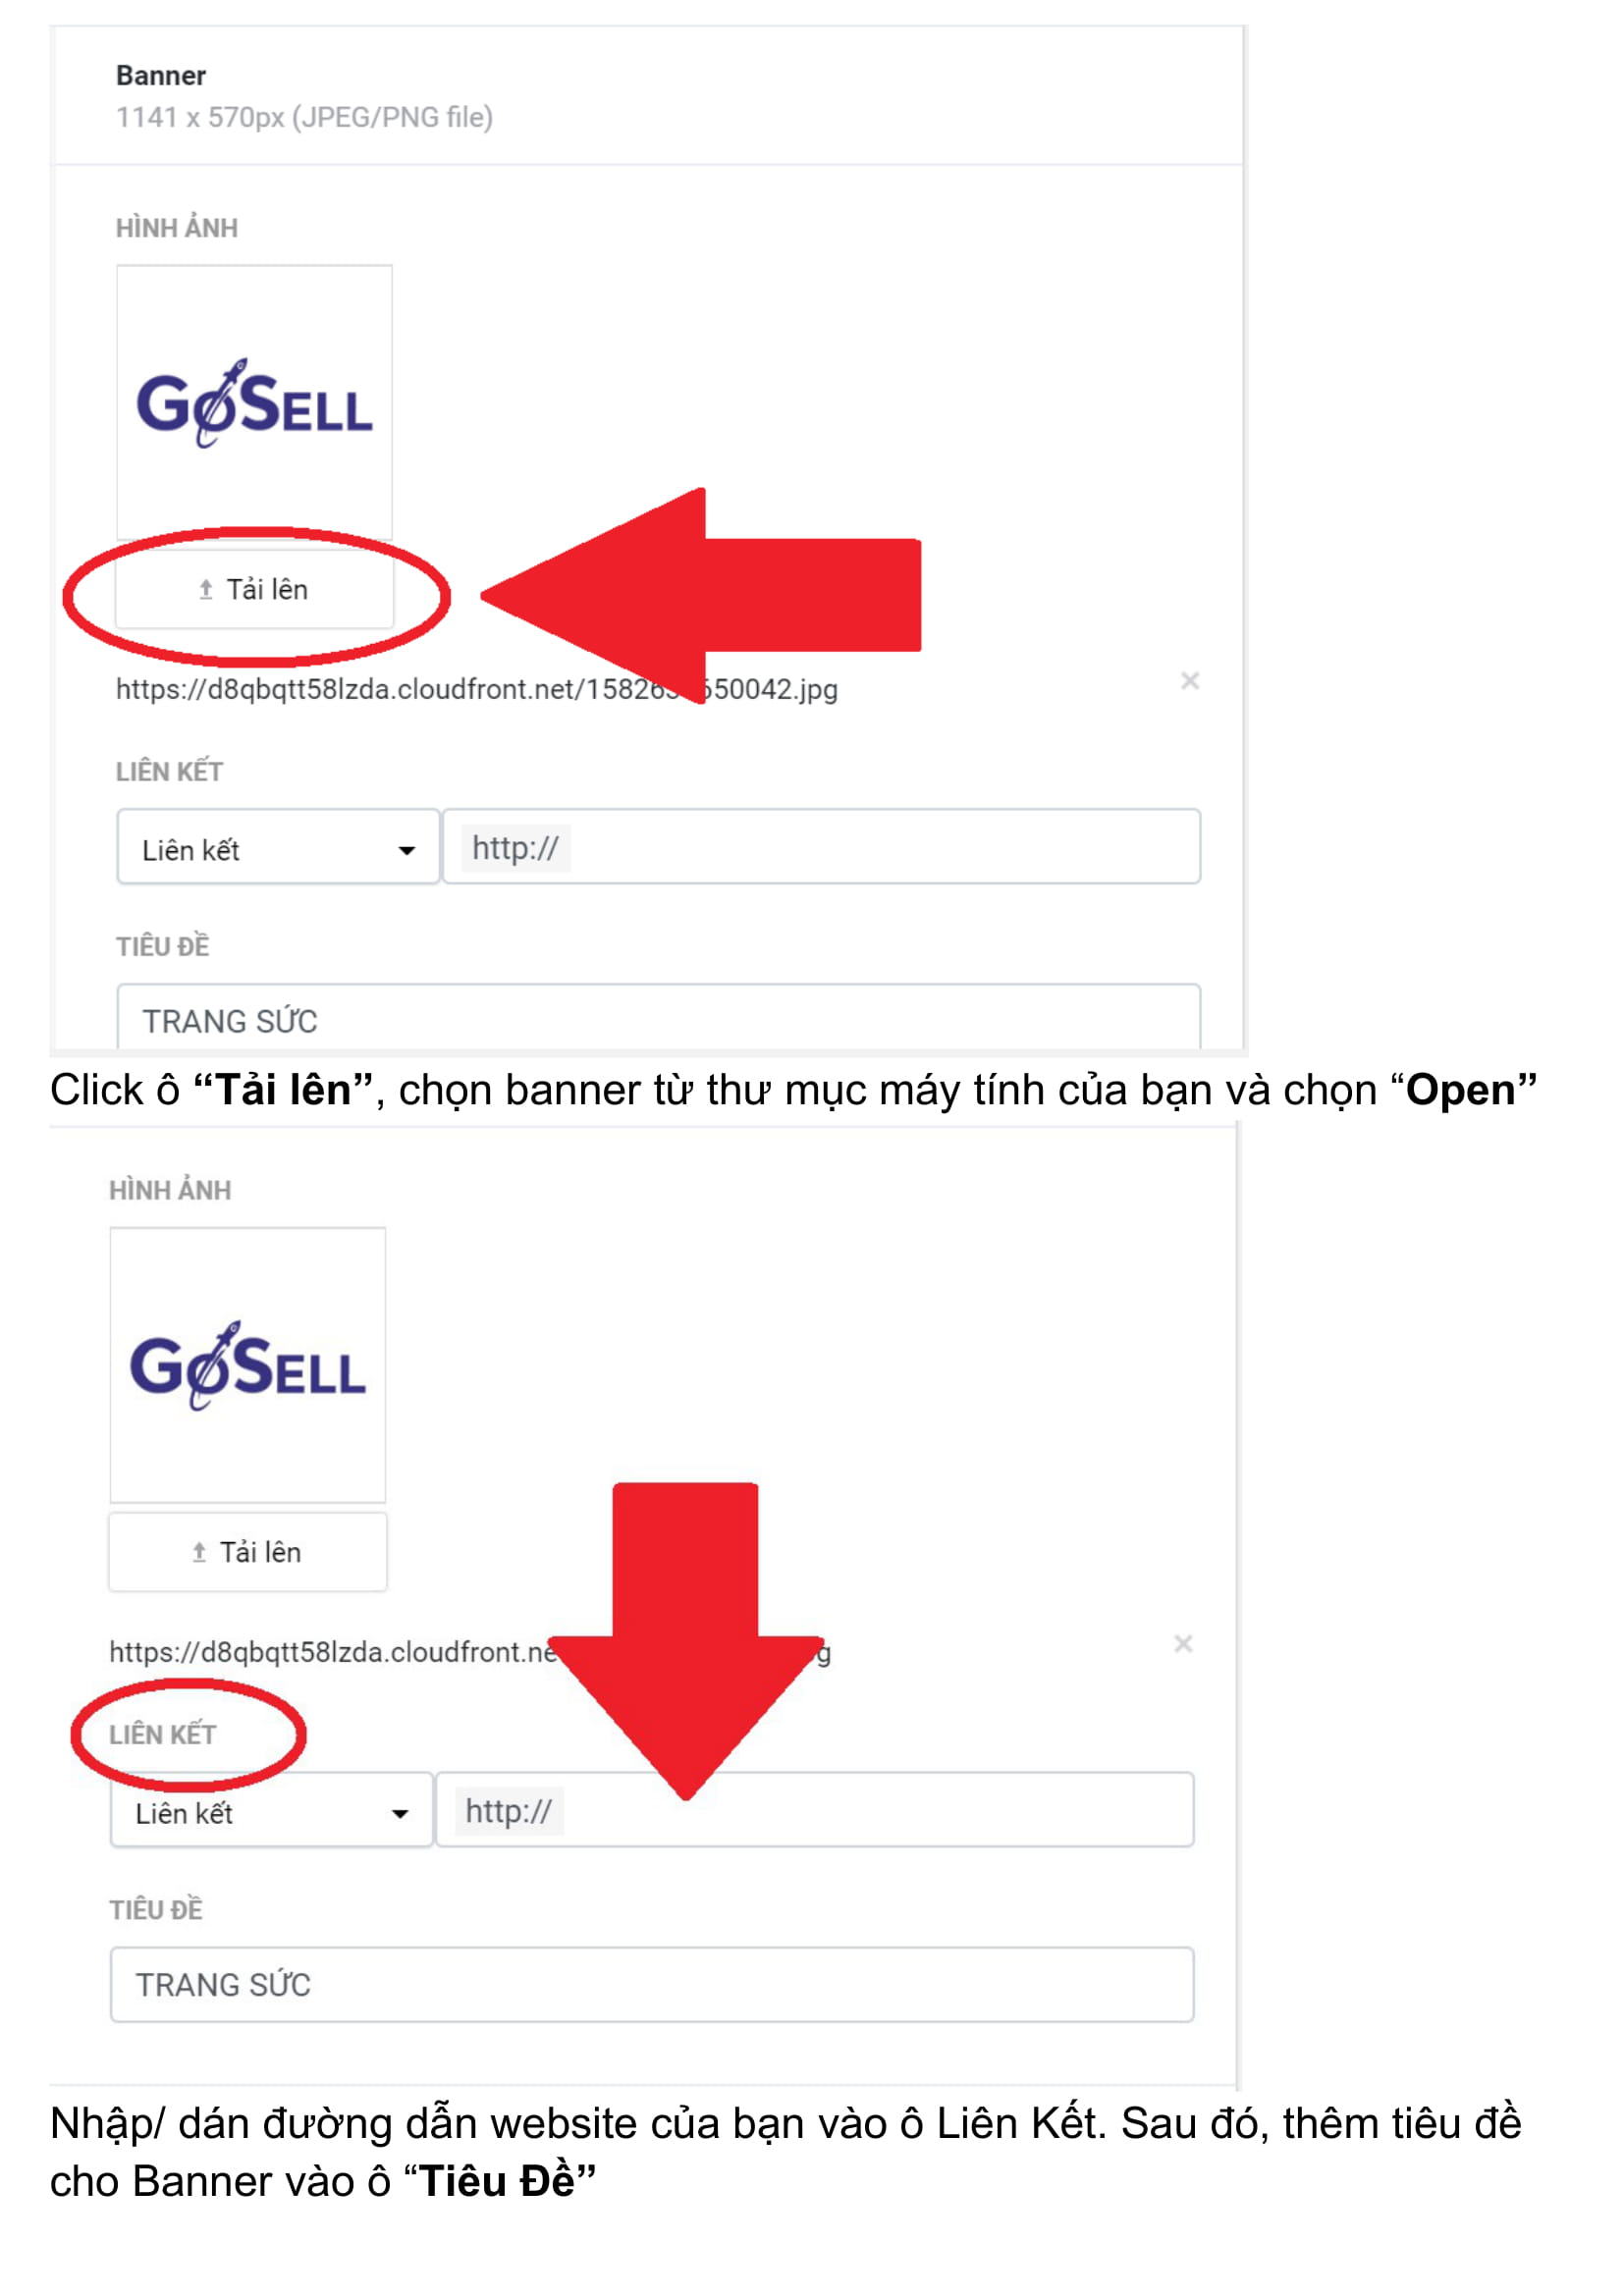 Banner
1141 x 570px (JPEG/PNG file)
HÌNH ẢNH
GOSELL
Tải lên
https://d8qbqtt58lzda.cloudfront.net/15826 50042.jpg
LIÊN KẾT
Liên kết http://
TIÊU ĐỀ
TRANG SỨC
Click ô “Tải lên”, chọn banner từ thư mục máy tính của bạn và chọn “Open”
HÌNH ẢNH
GOSELL
Tải lên
https://d8qbqtt58lzda.cloudfront.ne g
LIÊN KẾT
Liên kết http://
TIÊU ĐỀ
TRANG SỨC
Nhập/ dán đường dẫn website của bạn vào ô Liên Kết. Sau đó, thêm tiêu đề
cho Banner vào ô “Tiêu Đề”